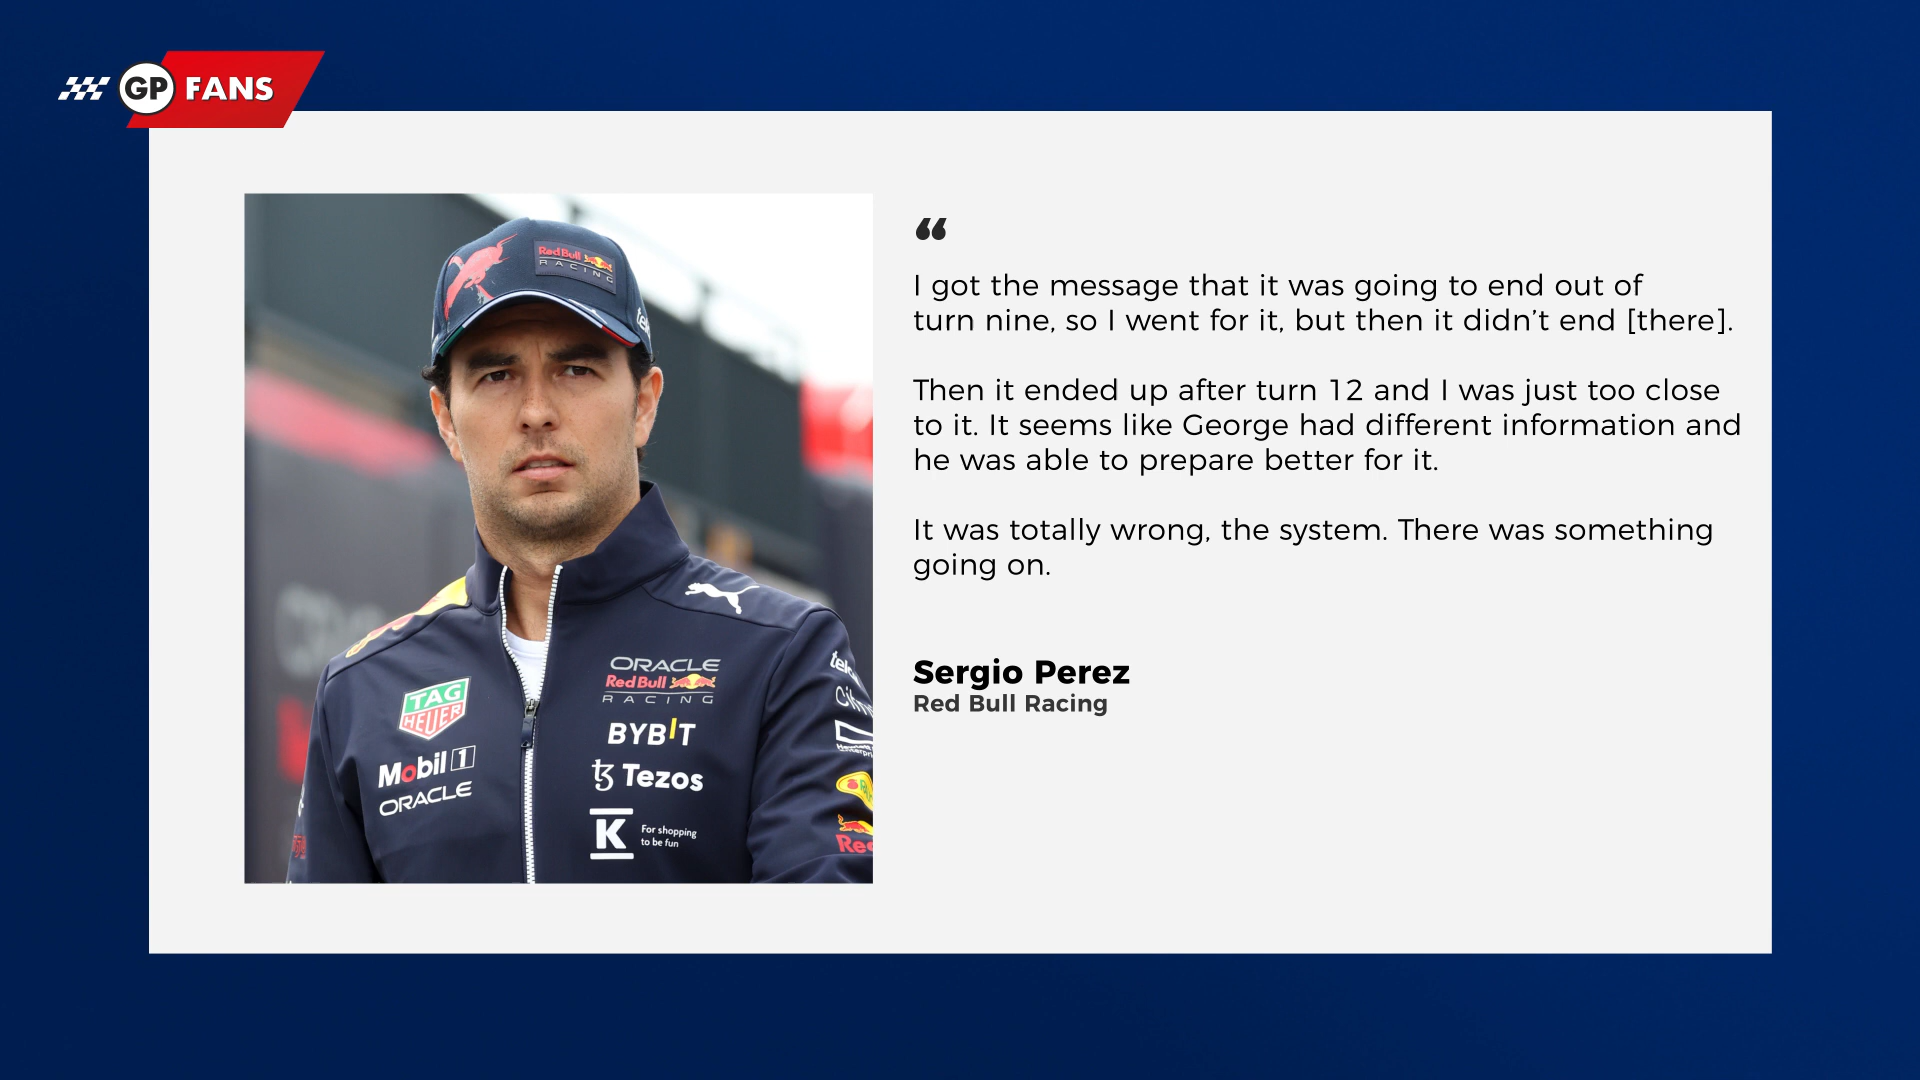 GP FANS
Red Bull
RACING
“
I got the message that it was going to end out of
turn nine, so I went for it, but then it didn’t end [there].
Then it ended up after turn 12 and I was just too close
to it. It seems like George had different information and
he was able to prepare better for it.
It was totally wrong, the system. There was something
going on.
Sergio Perez
Red Bull Racing
ORACLE
Red Bull
RACING
TAG
HEUER
BYBIT
Mobil 1
ORACLE
Tezos
K
For shopping
to be fun